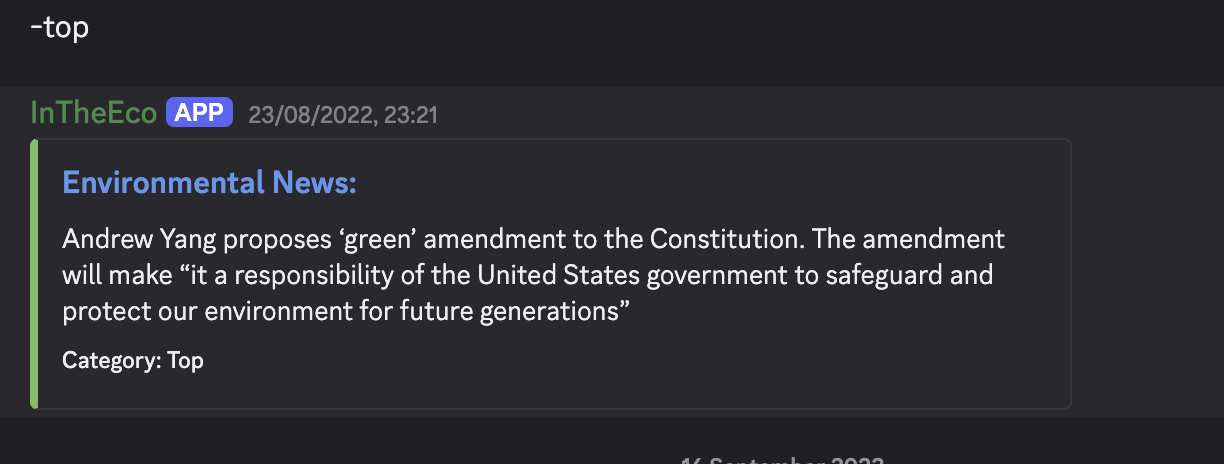 -top
InTheEco APP 23/08/2022, 23:21
Environmental News:
Andrew Yang proposes ‘green’ amendment to the Constitution. The amendment
will make “it a responsibility of the United States government to safeguard and
protect our environment for future generations”
Category: Top